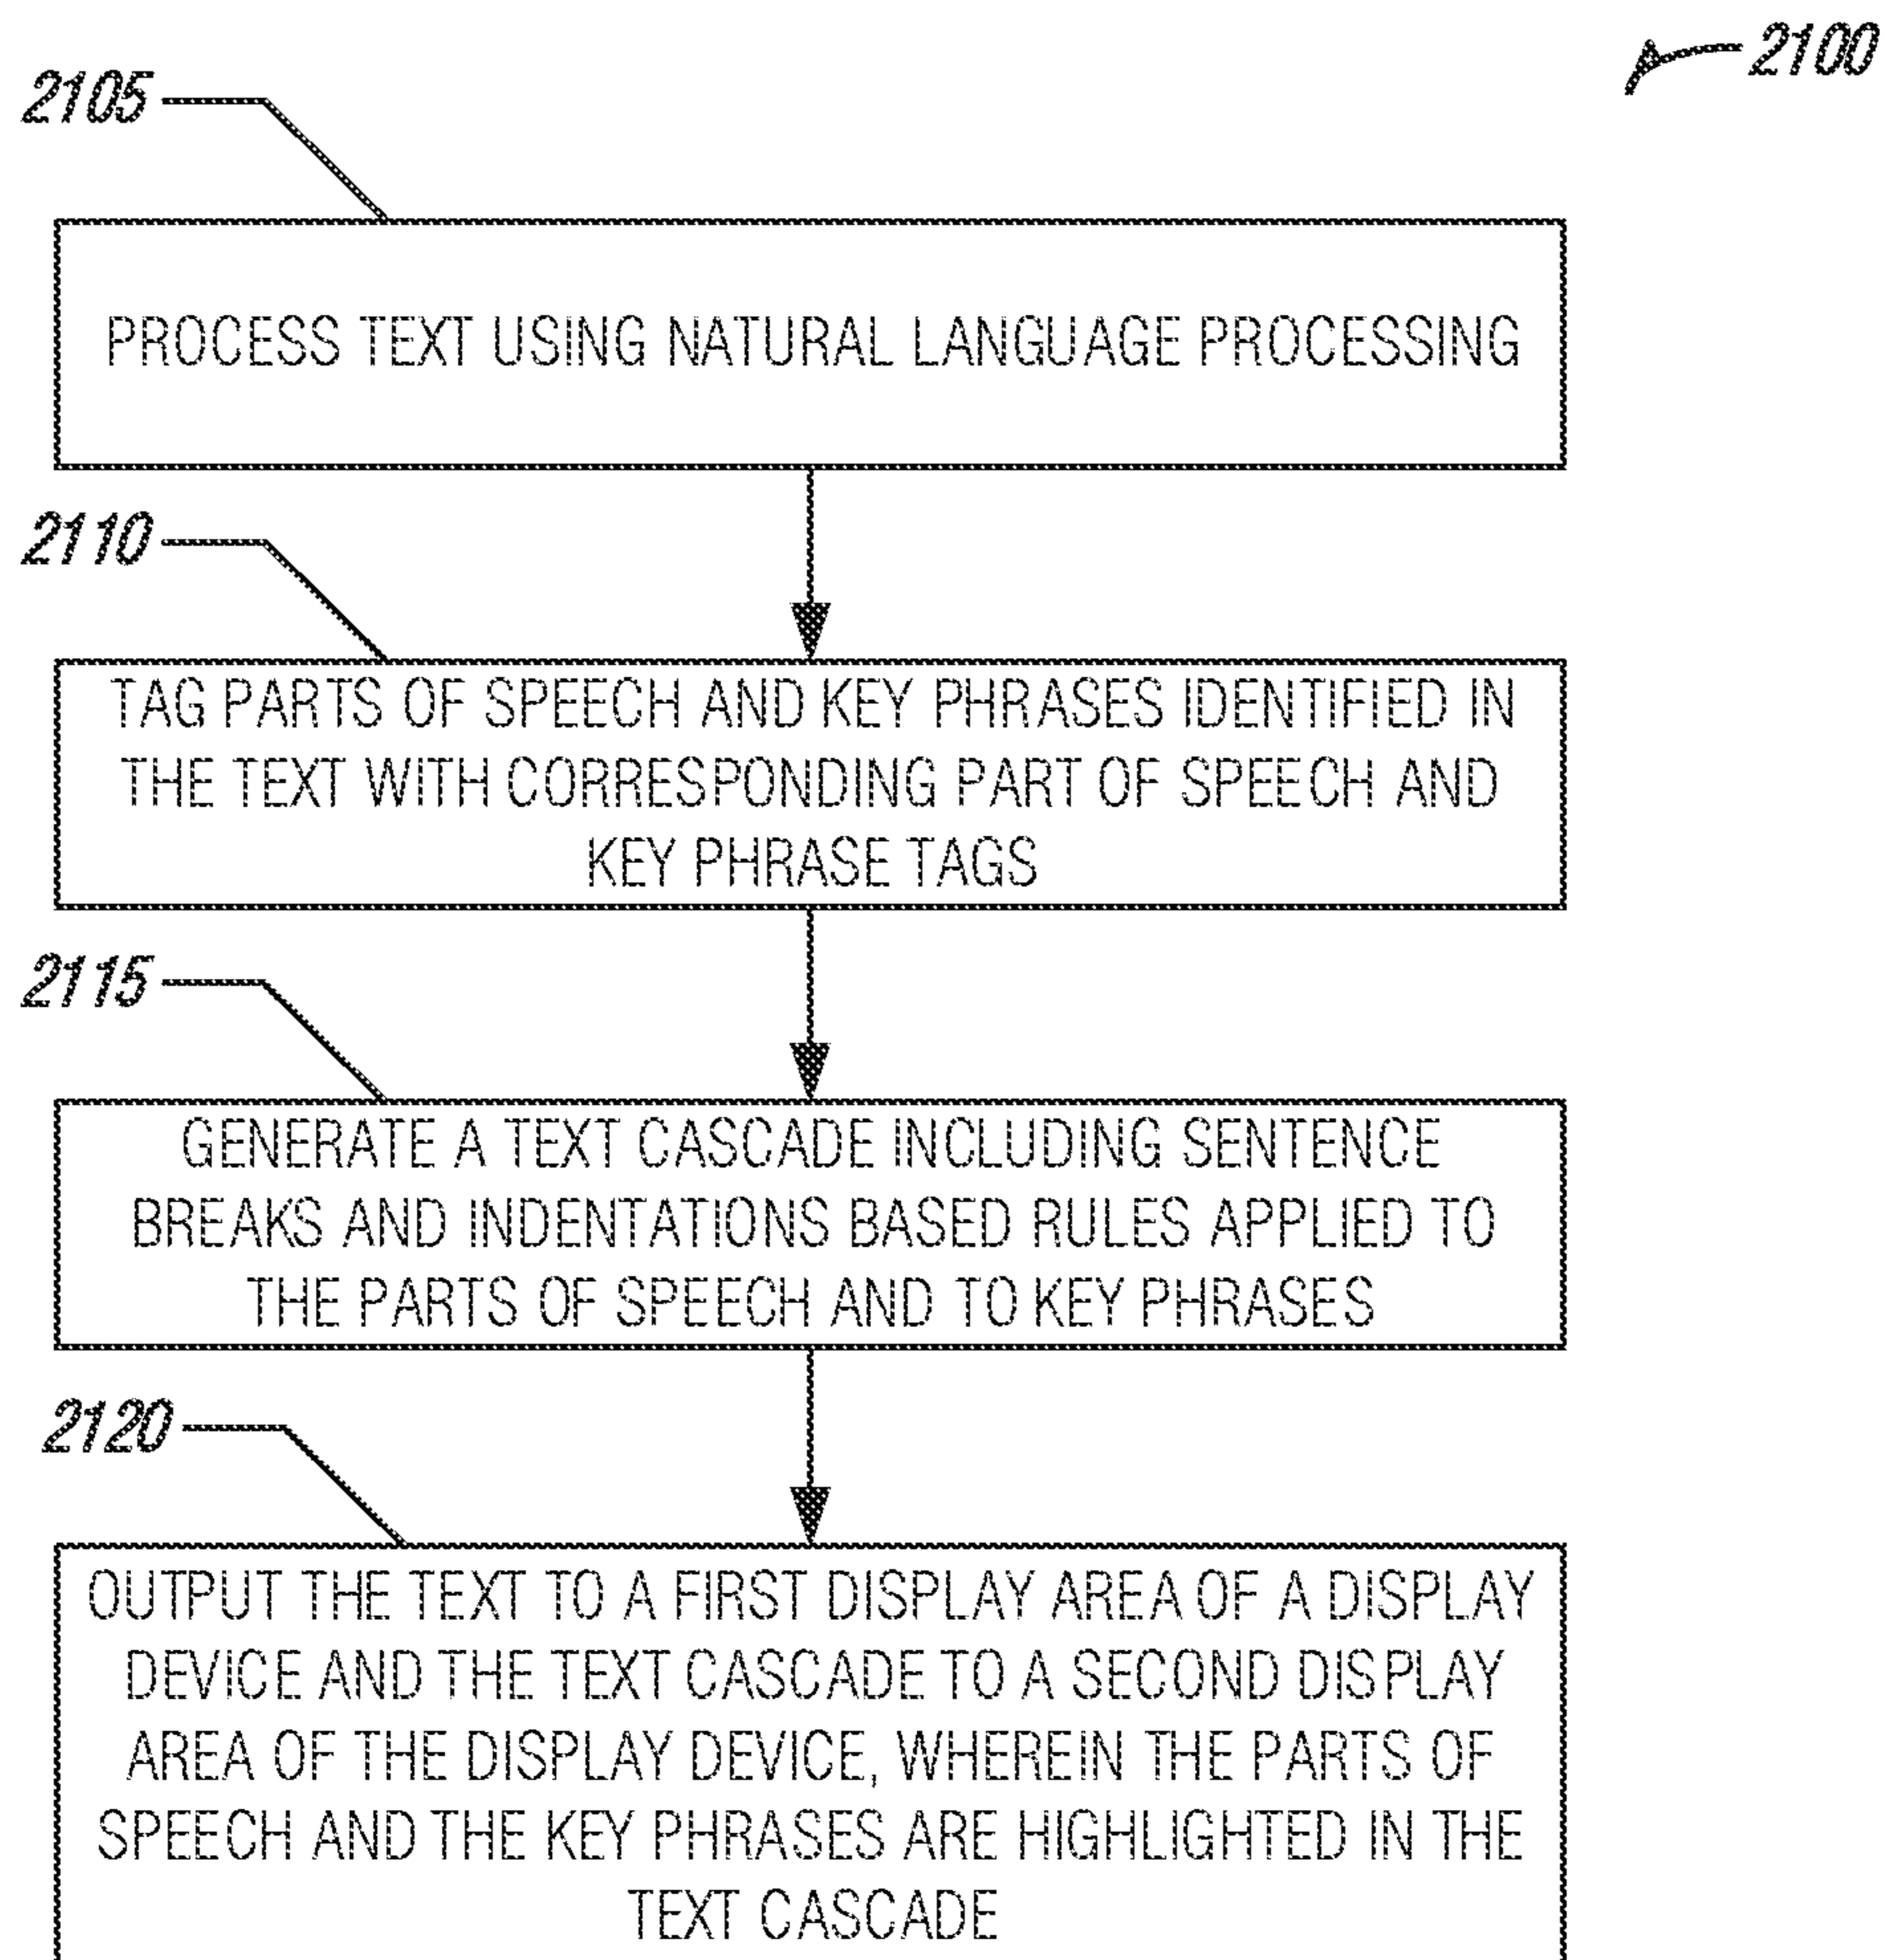 2100
2105
PROCESS TEXT USING NATURAL LANGUAGE PROCESSING
2110
TAG PARTS OF SPEECH AND KEY PHRASES IDENTIFIED IN
THE TEXT WITH CORRESPONDING PART OF SPEECH AND
KEY PHRASE TAGS
2115
GENERATE A TEXT CASCADE INCLUDING SENTENCE
BREAKS AND INDENTATIONS BASED RULES APPLIED TO
THE PARTS OF SPEECH AND TO KEY PHRASES
2120
OUTPUT THE TEXT TO A FIRST DISPLAY AREA OF A DISPLAY
DEVICE AND THE TEXT CASCADE TO A SECOND DISPLAY
AREA OF THE DISPLAY DEVICE, WHEREIN THE PARTS OF
SPEECH AND THE KEY PHRASES ARE HIGHLIGHTED IN THE
TEXT CASCADE